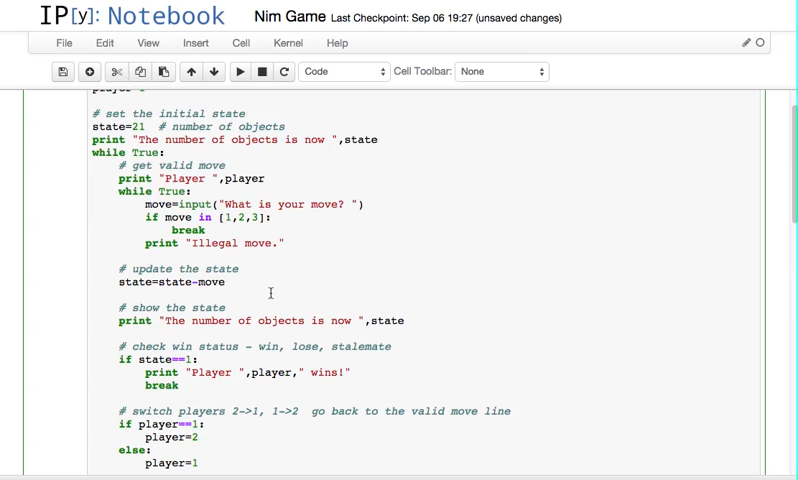 IP[y]: Notebook Nim Game Last Checkpoint: Sep 06 19:27 (unsaved changes)
File Edit View Insert Cell Kernel Help
Code Cell Toolbar: None
# set the initial state
state=21  # number of objects
print "The number of objects is now ",state
while True:
    # get valid move
    print "Player ",player
    while True:
        move=input("What is your move? ")
        if move in [1,2,3]:
            break
        print "Illegal move."
    # update the state
    state=state-move
    # show the state
    print "The number of objects is now ",state
    # check win status - win, lose, stalemate
    if state==1:
        print "Player ",player," wins!"
        break
    # switch players 2->1, 1->2  go back to the valid move line
    if player==1:
        player=2
    else:
        player=1